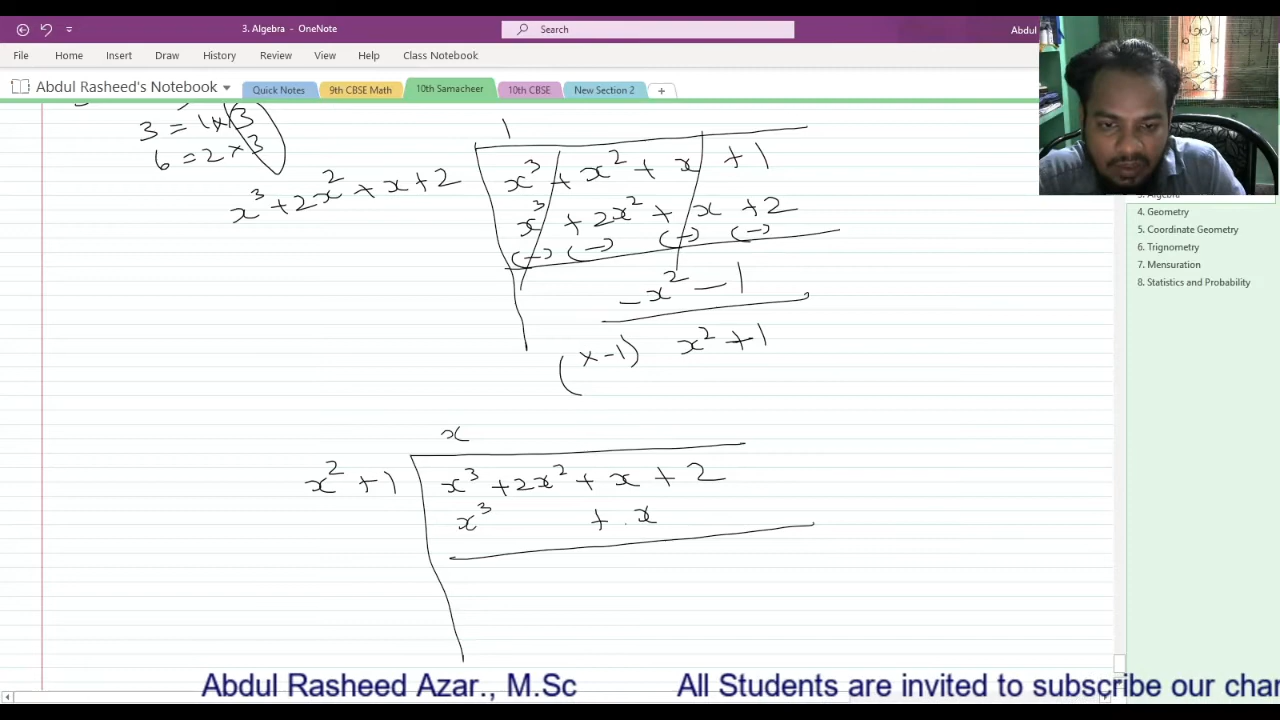 3. Algebra - OneNote
Search
Abdul
File Home Insert Draw History Review View Help Class Notebook
Abdul Rasheed's Notebook
Quick Notes
9th CBSE Math
10th Samacheer
10th CBSE
New Section 2
3. Algebra
4. Geometry
5. Coordinate Geometry
6. Trignometry
7. Mensuration
8. Statistics and Probability
3 = 1×3
6 = 2×3
1
x³ + 2x² + x + 2
x³ + x² + x + 1
x³ + 2x² + x + 2
(−) (−) (−) (−)
−x² − 1
(×−1) x² + 1
x
x² + 1
x³ + 2x² + x + 2
x³ + x
Abdul Rasheed Azar., M.Sc
All Students are invited to subscribe our char